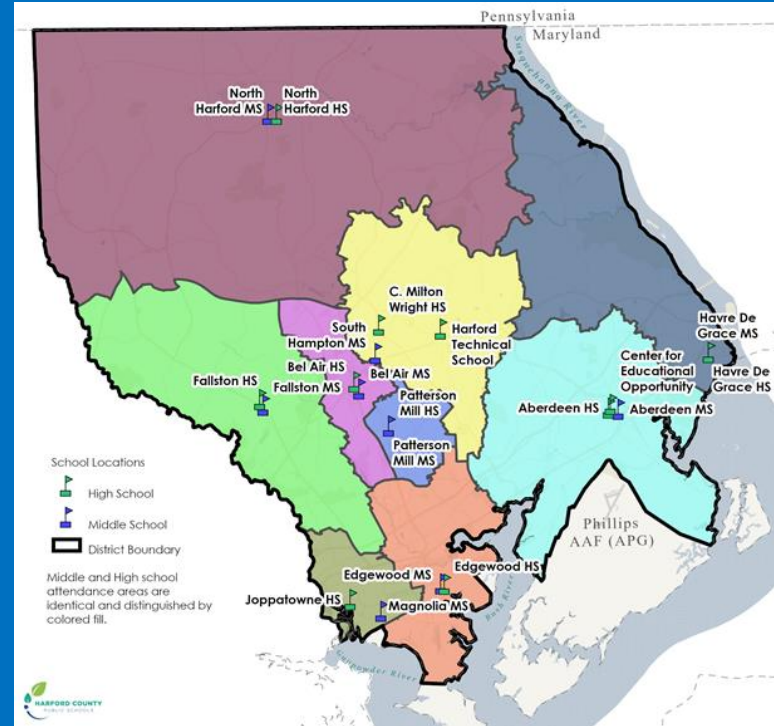 Pennsylvania
Maryland
Susquehanna River
North
Harford MS
North
Harford HS
C. Milton
Wright HS
South
Hampton MS
Harford
Technical
School
Havre De
Grace MS
Bel Air HS
Bel Air MS
Center for
Educational
Opportunity
Havre De
Grace HS
Fallston HS
Fallston MS
Patterson
Mill HS
Aberdeen HS
Aberdeen MS
Patterson
Mill MS
School Locations
High School
Middle School
District Boundary
Middle and High school
attendance areas are
identical and distinguished by
colored fill.
Phillips
AAF (APG)
Edgewood MS
Edgewood HS
Bush River
Joppatowne HS
Magnolia MS
Gunpowder River
HARFORD COUNTY
PUBLIC SCHOOLS